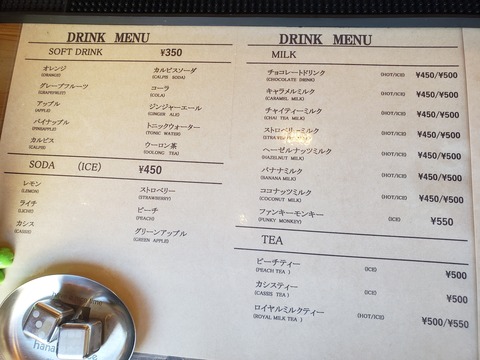 DRINK MENU
SOFT DRINK ¥350
オレンジ
(ORANGE)
グレープフルーツ
(GRAPEFRUIT)
アップル
(APPLE)
パイナップル
(PINEAPPLE)
カルピス
(CALPIS)
カルピスソーダ
(CALPIS SODA)
コーラ
(COLA)
ジンジャーエール
(GINGER ALE)
トニックウォーター
(TONIC WATER)
ウーロン茶
(OOLONG TEA)
SODA (ICE) ¥450
レモン
(LEMON)
ライチ
(LICHE)
カシス
(CASSIS)
ストロベリー
(STRAWBERRY)
ピーチ
(PEACH)
グリーンアップル
(GREEN APPLE)
DRINK MENU
MILK
チョコレートドリンク (HOT/ICE) ¥450/¥500
(CHOCOLATE DRINK)
キャラメルミルク (HOT/ICE) ¥450/¥500
(CARAMEL MILK)
チャイティーミルク (HOT/ICE) ¥450/¥500
(CHAI TEA MILK)
ストロベリーミルク (HOT/ICE) ¥450/¥500
ヘーゼルナッツミルク (HOT/ICE) ¥450/¥500
(HAZELNUT MILK)
バナナミルク (HOT/ICE) ¥450/¥500
(BANANA MILK)
ココナッツミルク (HOT/ICE) ¥450/¥500
(COCONUT MILK)
ファンキーモンキー (ICE) ¥550
(FUNKY MONKEY)
TEA
ピーチティー (ICE) ¥500
(PEACH TEA )
カシスティー (ICE) ¥500
(CASSIS TEA )
ロイヤルミルクティー (HOT/ICE) ¥500/¥550
(ROYAL MILK TEA )